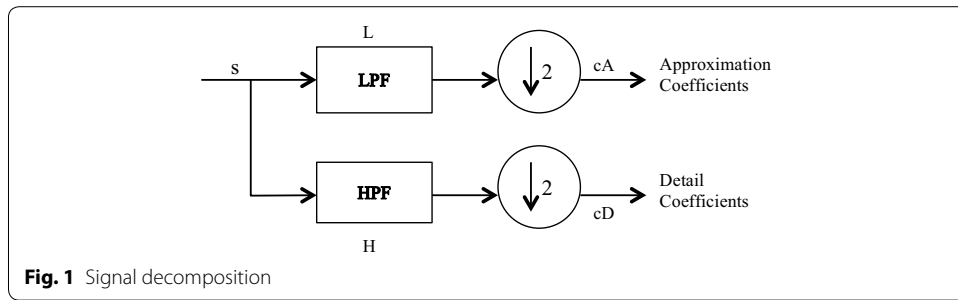 L
s
LPF
2
cA
Approximation
Coefficients
HPF
2
cD
Detail
Coefficients
H
Fig. 1 Signal decomposition